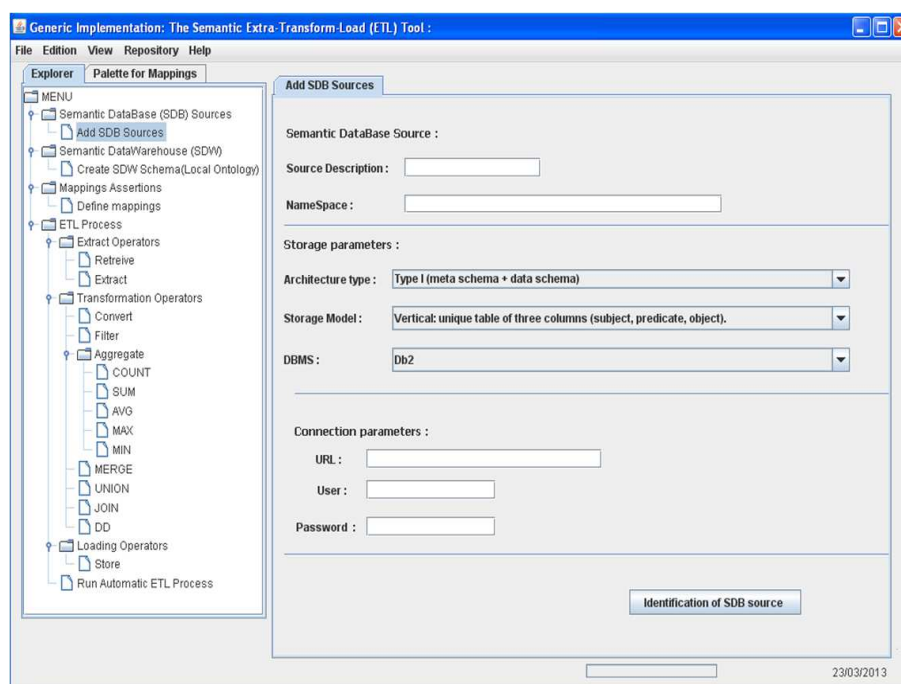 Generic Implementation: The Semantic Extra-Transform-Load (ETL) Tool :
File Edition View Repository Help
Explorer Palette for Mappings
MENU
Semantic DataBase (SDB) Sources
Add SDB Sources
Semantic DataWarehouse (SDW)
Create SDW Schema(Local Ontology)
Mappings Assertions
Define mappings
ETL Process
Extract Operators
Retreive
Extract
Transformation Operators
Convert
Filter
Aggregate
COUNT
SUM
AVG
MAX
MIN
MERGE
UNION
JOIN
DD
Loading Operators
Store
Run Automatic ETL Process
Add SDB Sources
Semantic DataBase Source :
Source Description :
NameSpace :
Storage parameters :
Architecture type : Type I (meta schema + data schema)
Storage Model : Vertical: unique table of three columns (subject, predicate, object).
DBMS : Db2
Connection parameters :
URL :
User :
Password :
Identification of SDB source
23/03/2013